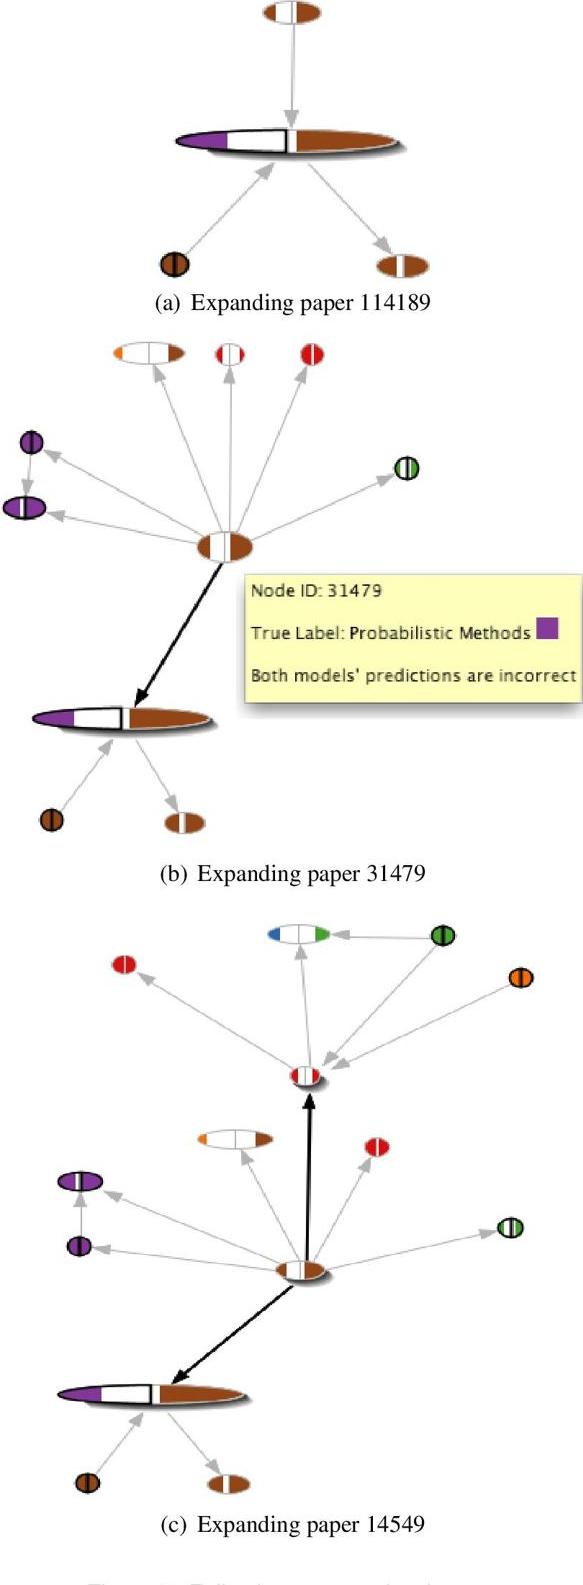 (a) Expanding paper 114189
Node ID: 31479
True Label: Probabilistic Methods
Both models' predictions are incorrect
(b) Expanding paper 31479
(c) Expanding paper 14549